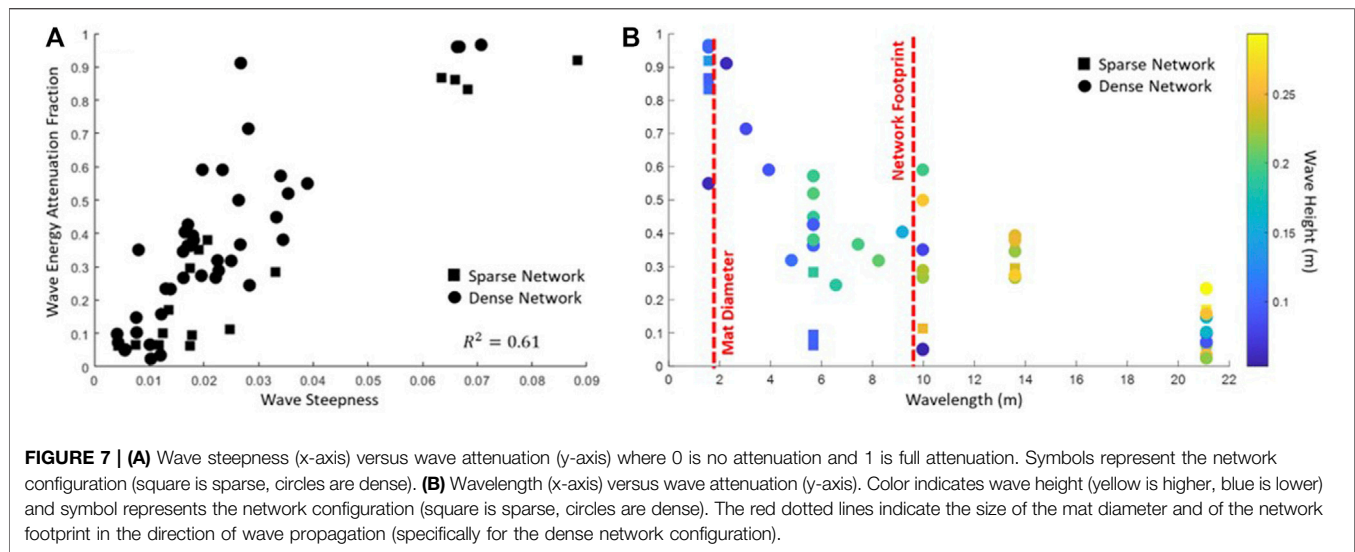 A
B
1
0.9
0.8
0.7
0.6
0.5
0.4
0.3
0.2
0.1
0
Wave Energy Attenuation Fraction
0 0.01 0.02 0.03 0.04 0.05 0.06 0.07 0.08 0.09
Wave Steepness
Sparse Network
Dense Network
R² = 0.61
1
0.9
0.8
0.7
0.6
0.5
0.4
0.3
0.2
0.1
0
0 2 4 6 8 10 12 14 16 18 20 22
Wavelength (m)
Mat Diameter
Network Footprint
Sparse Network
Dense Network
0.25
0.2
0.15
0.1
Wave Height (m)
FIGURE 7 | (A) Wave steepness (x-axis) versus wave attenuation (y-axis) where 0 is no attenuation and 1 is full attenuation. Symbols represent the network
configuration (square is sparse, circles are dense). (B) Wavelength (x-axis) versus wave attenuation (y-axis). Color indicates wave height (yellow is higher, blue is lower)
and symbol represents the network configuration (square is sparse, circles are dense). The red dotted lines indicate the size of the mat diameter and of the network
footprint in the direction of wave propagation (specifically for the dense network configuration).